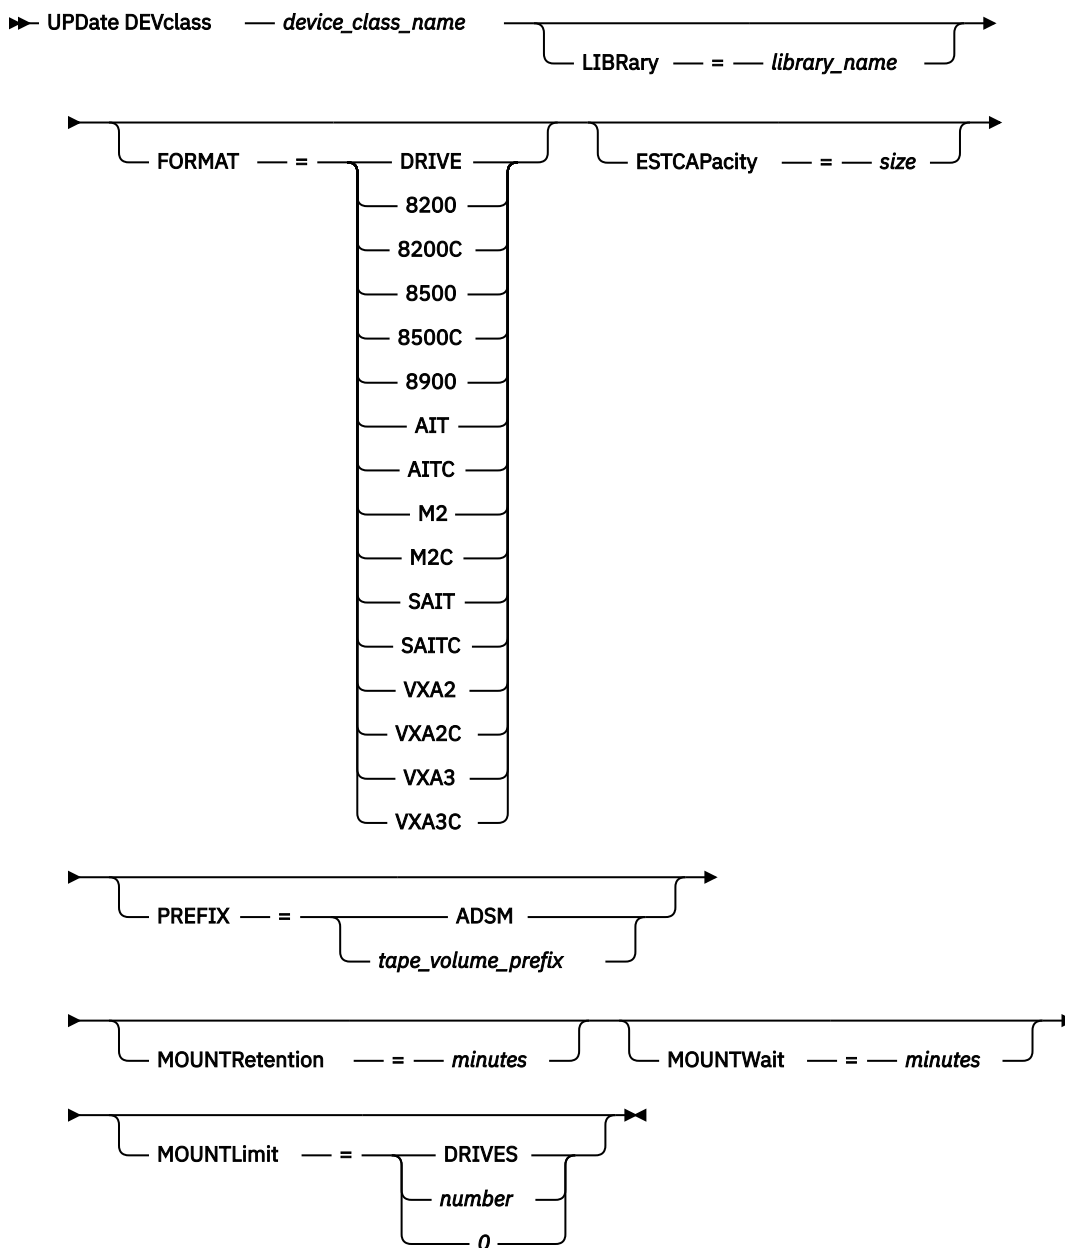 UPDate DEVclass device_class_name
LIBRary = library_name
FORMAT = DRIVE ESTCAPacity = size
8200
8200C
8500
8500C
8900
AIT
AITC
M2
M2C
SAIT
SAITC
VXA2
VXA2C
VXA3
VXA3C
PREFIX = ADSM
tape_volume_prefix
MOUNTRetention = minutes MOUNTWait = minutes
MOUNTLimit = DRIVES
number
0